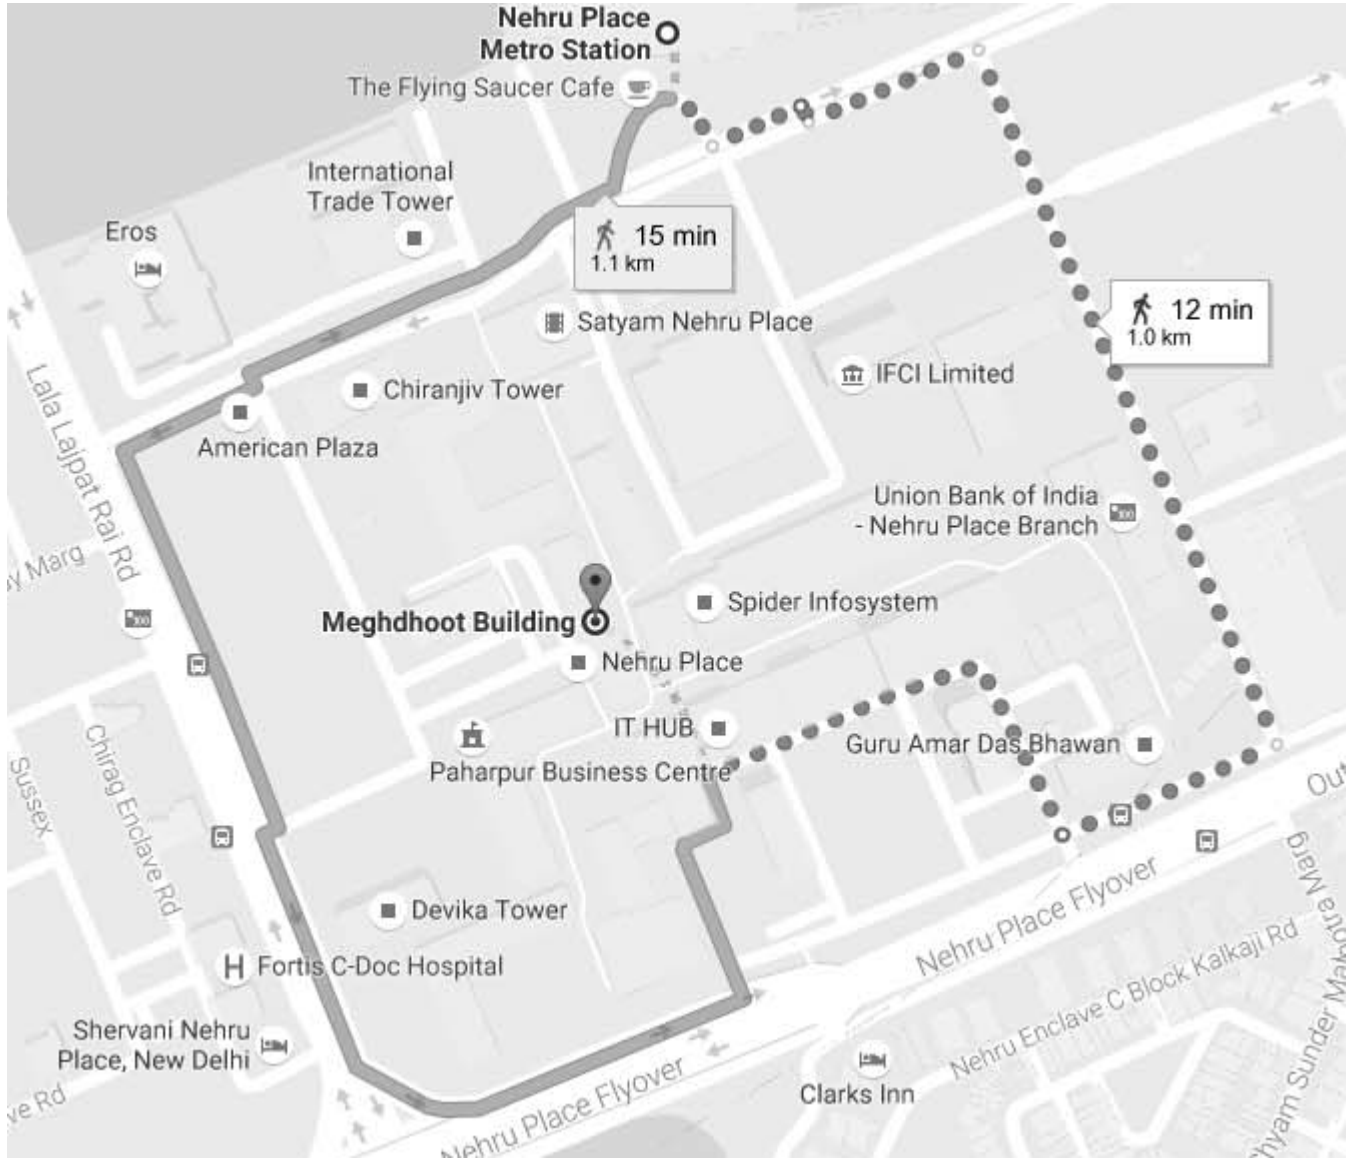 Nehru Place
Metro Station
The Flying Saucer Cafe
International
Trade Tower
Eros
15 min
1.1 km
12 min
1.0 km
Satyam Nehru Place
IFCI Limited
Chiranjiv Tower
American Plaza
Lala Lajpat Rai Rd
Union Bank of India
- Nehru Place Branch
Marg
Spider Infosystem
Meghdhoot Building
Nehru Place
IT HUB
Guru Amar Das Bhawan
Paharpur Business Centre
Chirag Enclave Rd
Sussex
Out
Devika Tower
Nehru Place Flyover
Fortis C-Doc Hospital
Shervani Nehru
Place, New Delhi
Nehru Enclave C Block Kalkaji Rd
Clarks Inn
Nehru Place Flyover
ve Rd